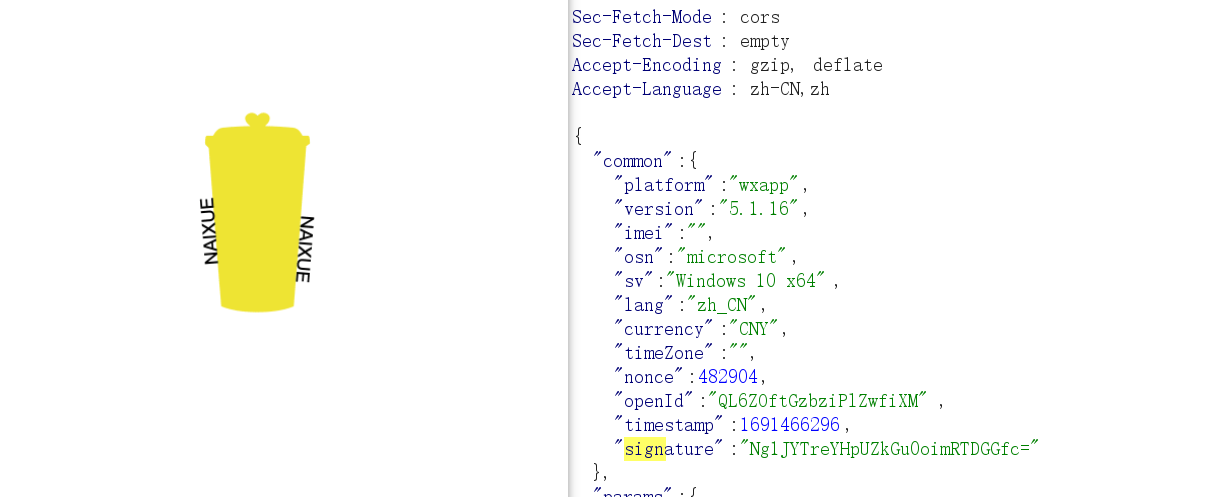 NAIXUE
NAIXUE
Sec-Fetch-Mode : cors
Sec-Fetch-Dest : empty
Accept-Encoding : gzip, deflate
Accept-Language : zh-CN,zh
{
"common" :{
"platform" :"wxapp",
"version" :"5.1.16",
"imei" :"",
"osn" :"microsoft",
"sv" :"Windows 10 x64" ,
"lang" :"zh_CN",
"currency" :"CNY",
"timeZone" :"",
"nonce" :482904,
"openId" :"QL6ZOftGzbziPlZwfiXM" ,
"timestamp" :1691466296,
"signature" :"NglJYTreYHpUZkGuOoimRTDGGfc="
},
"params" :{